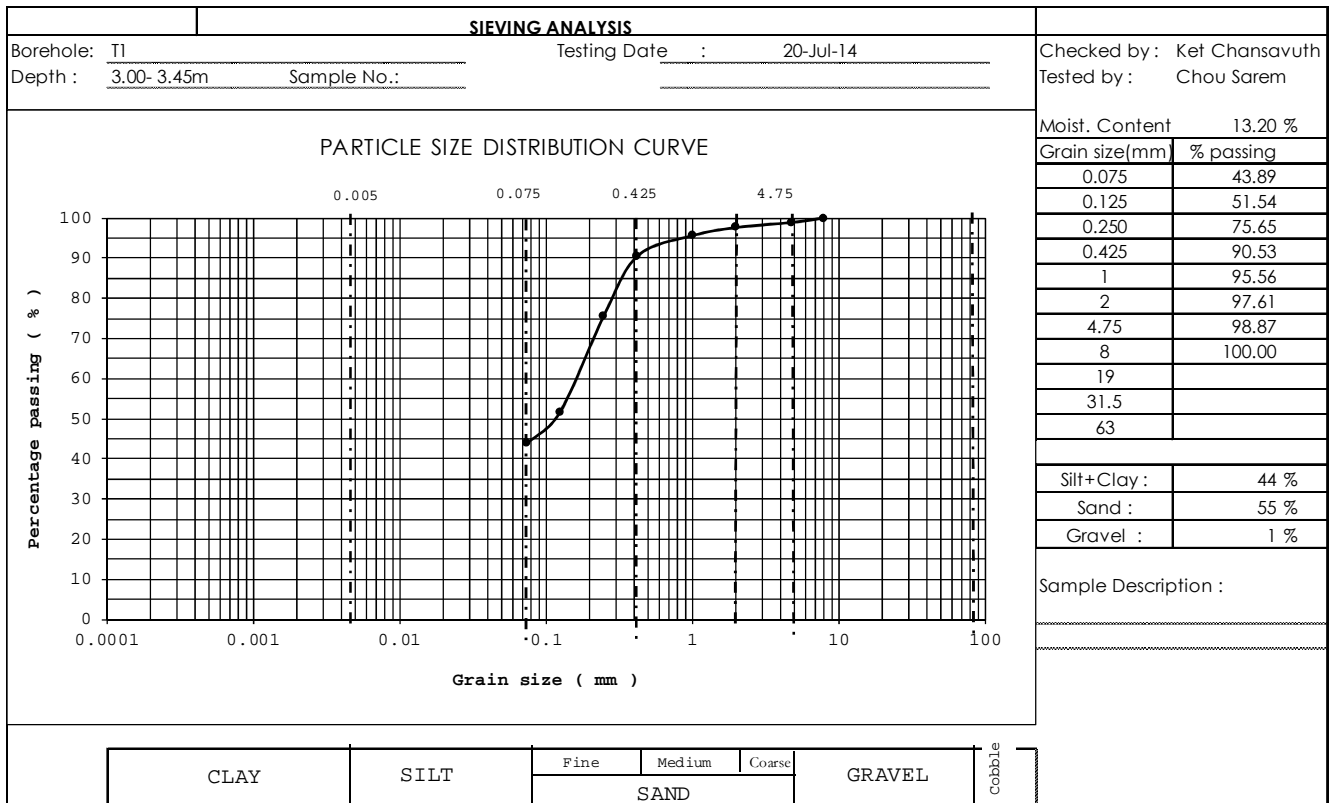 SIEVING ANALYSIS
Borehole: T1 Testing Date : 20-Jul-14
Depth : 3.00- 3.45m Sample No.:
Checked by : Ket Chansavuth
Tested by : Chou Sarem
Moist. Content 13.20 %
Grain size(mm) % passing
0.075 43.89
0.125 51.54
0.250 75.65
0.425 90.53
1 95.56
2 97.61
4.75 98.87
8 100.00
19
31.5
63
Silt+Clay : 44 %
Sand : 55 %
Gravel : 1 %
Sample Description :
PARTICLE SIZE DISTRIBUTION CURVE
0.005 0.075 0.425 4.75
100
90
80
70
60
50
40
30
20
10
0
Percentage passing ( % )
0.0001 0.001 0.01 0.1 1 10 100
Grain size ( mm )
CLAY SILT Fine Medium Coarse GRAVEL Cobble
SAND